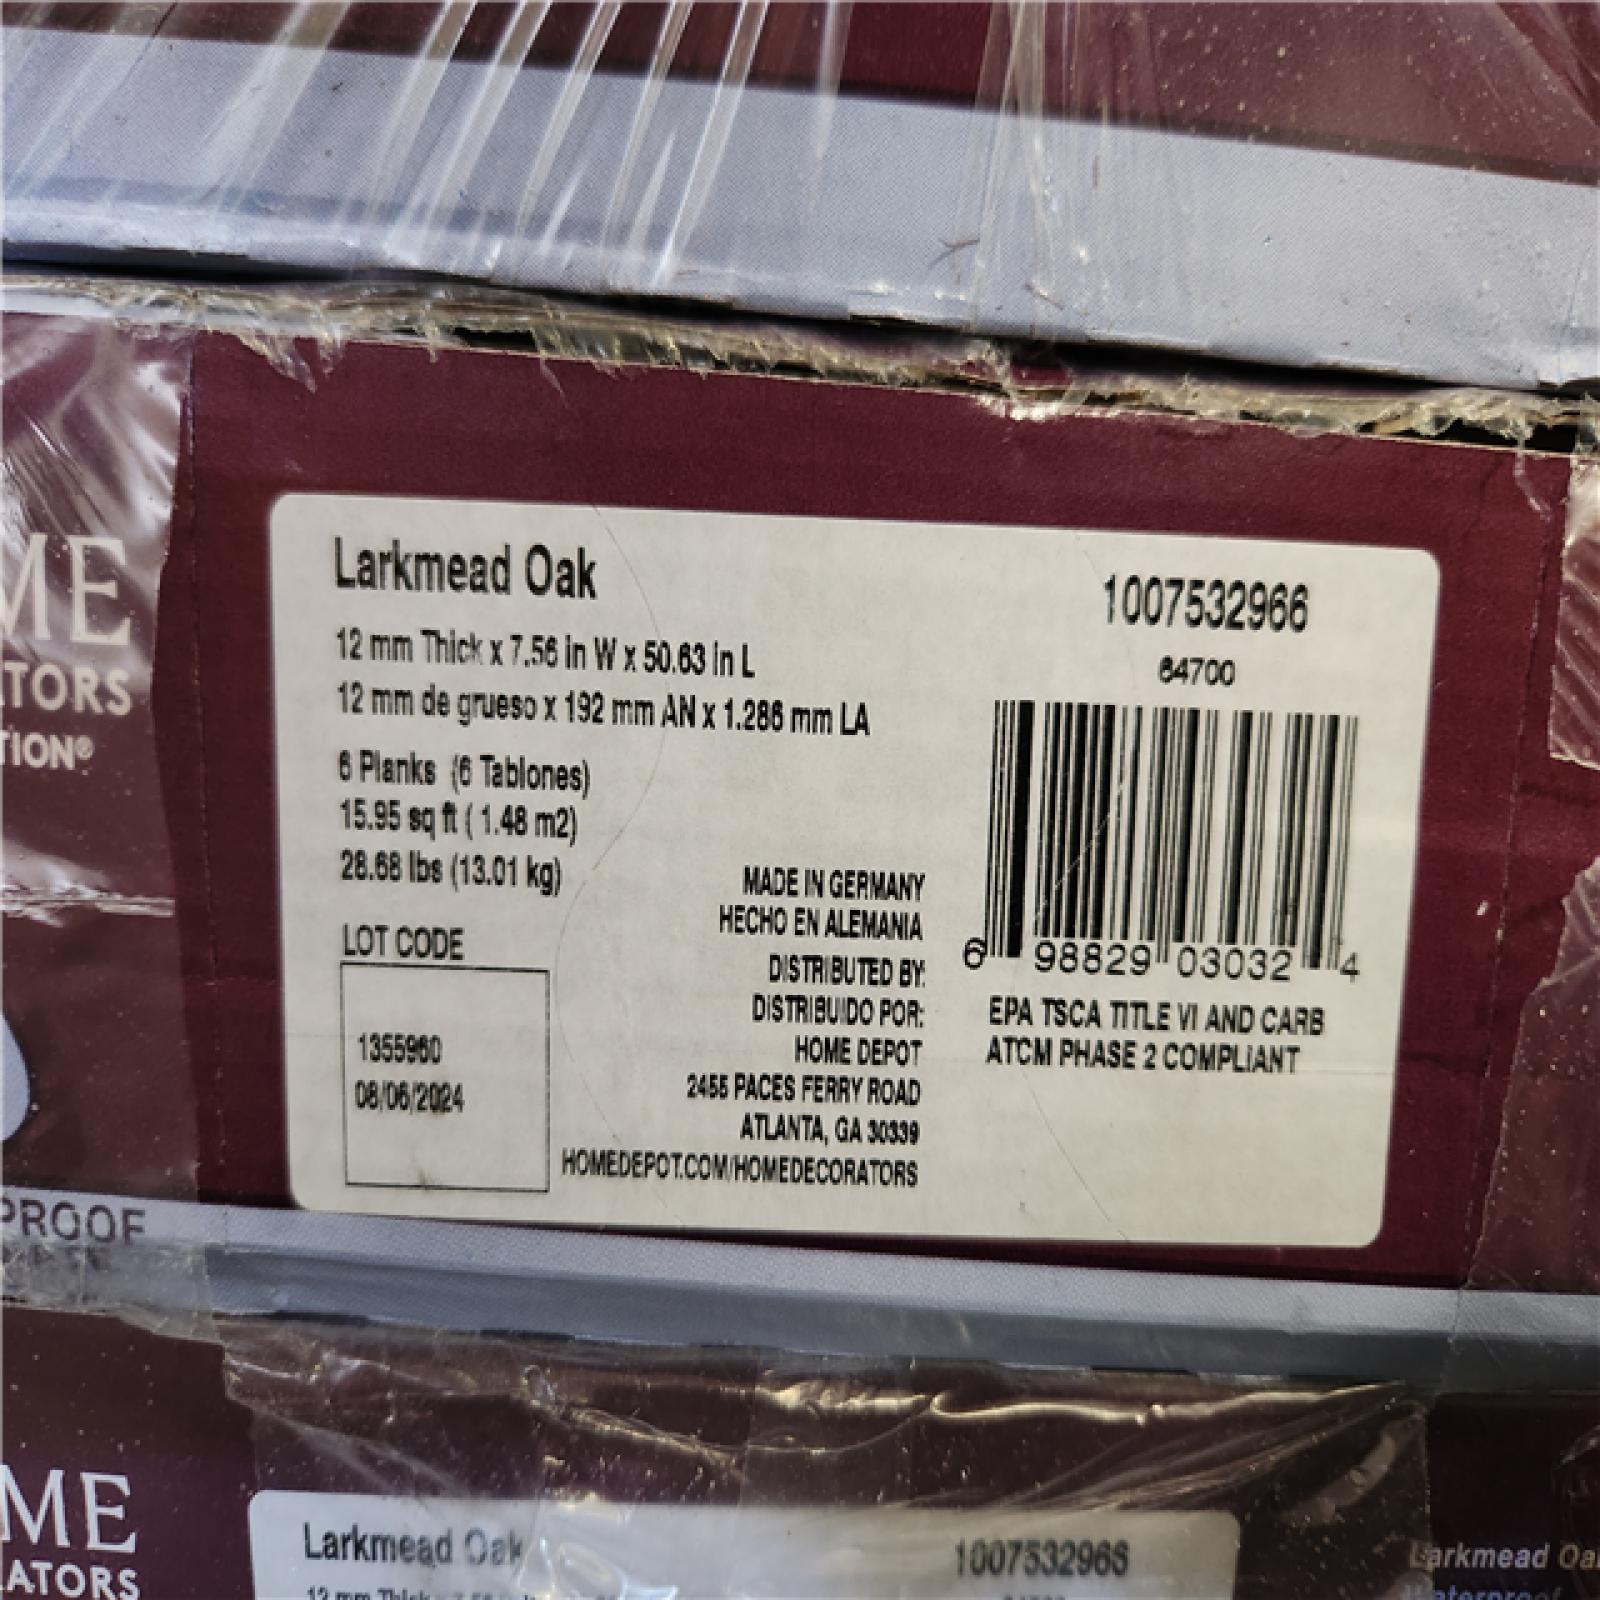 ME
ATORS
TION®
PROOF
Larkmead Oak
12 mm Thick x 7.56 in W x 50.63 in L
12 mm de grueso x 192 mm AN x 1.286 mm LA
6 Planks (6 Tablones)
15.95 sq ft ( 1.48 m2)
28.68 lbs (13.01 kg)
LOT CODE
1355960
08/06/2024
MADE IN GERMANY
HECHO EN ALEMANIA
DISTRIBUTED BY:
DISTRIBUIDO POR:
HOME DEPOT
2455 PACES FERRY ROAD
ATLANTA, GA 30339
HOMEDEPOT.COM/HOMEDECORATORS
1007532966
64700
6 98829 03032 4
EPA TSCA TITLE VI AND CARB
ATCM PHASE 2 COMPLIANT
ME
ATORS
Larkmead Oak
12 mm Thick
1007532966
Larkmead Oa
Waterproof